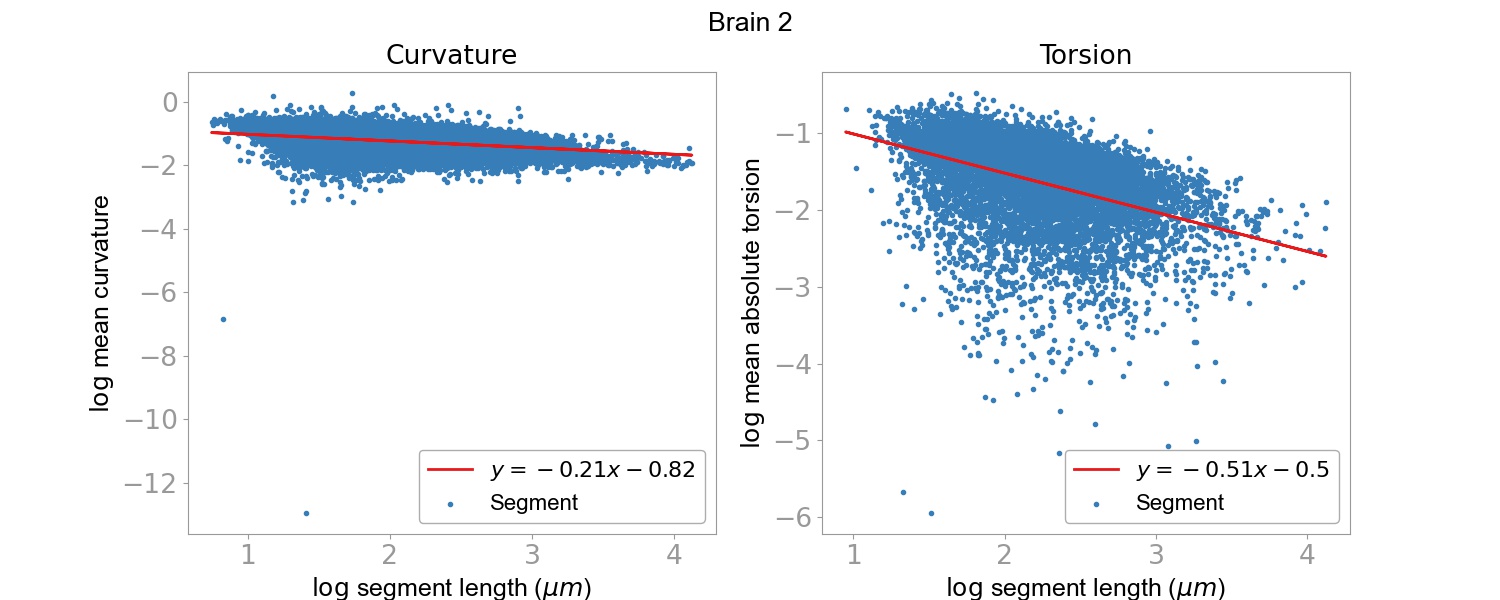 Brain 2
Curvature
log mean curvature
0
−2
−4
−6
−8
−10
−12
y = −0.21x − 0.82
Segment
1 2 3 4
log segment length (μm)
Torsion
log mean absolute torsion
−1
−2
−3
−4
−5
−6
y = −0.51x − 0.5
Segment
1 2 3 4
log segment length (μm)